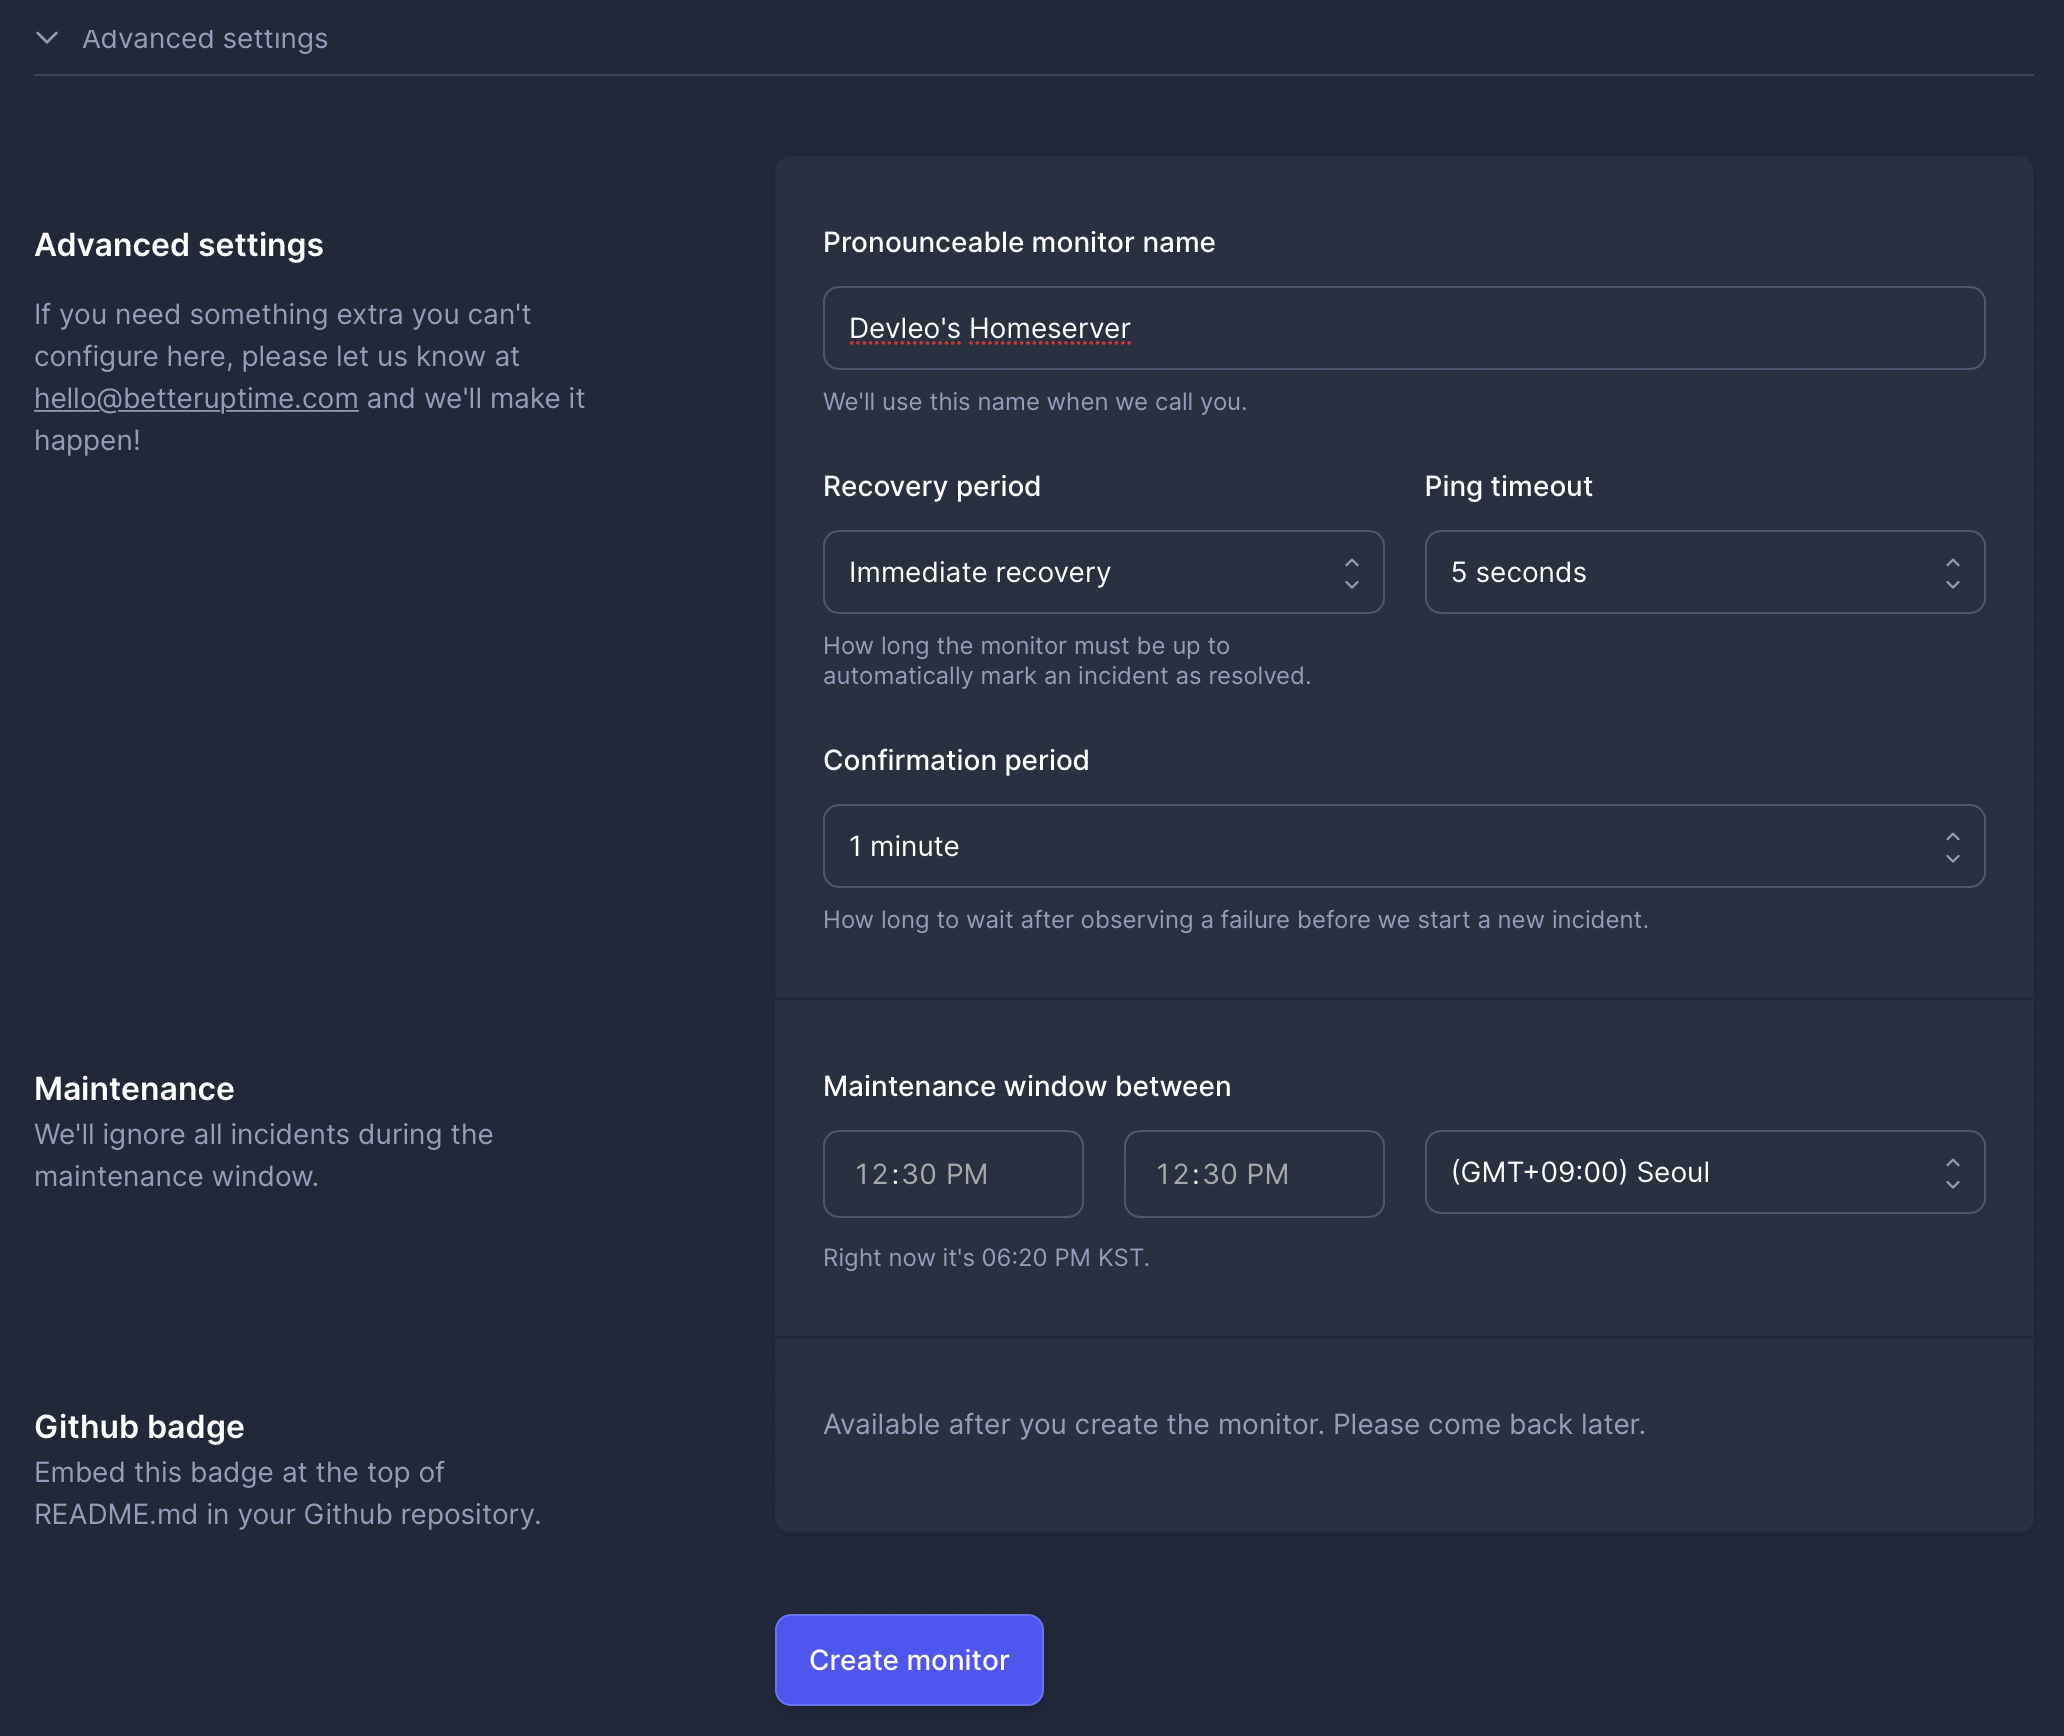 Advanced settings
Advanced settings
If you need something extra you can't
configure here, please let us know at
hello@betteruptime.com and we'll make it
happen!
Pronounceable monitor name
Devleo's Homeserver
We'll use this name when we call you.
Recovery period
Ping timeout
Immediate recovery
5 seconds
How long the monitor must be up to
automatically mark an incident as resolved.
Confirmation period
1 minute
How long to wait after observing a failure before we start a new incident.
Maintenance
We'll ignore all incidents during the
maintenance window.
Maintenance window between
12:30 PM
12:30 PM
(GMT+09:00) Seoul
Right now it's 06:20 PM KST.
Github badge
Embed this badge at the top of
README.md in your Github repository.
Available after you create the monitor. Please come back later.
Create monitor